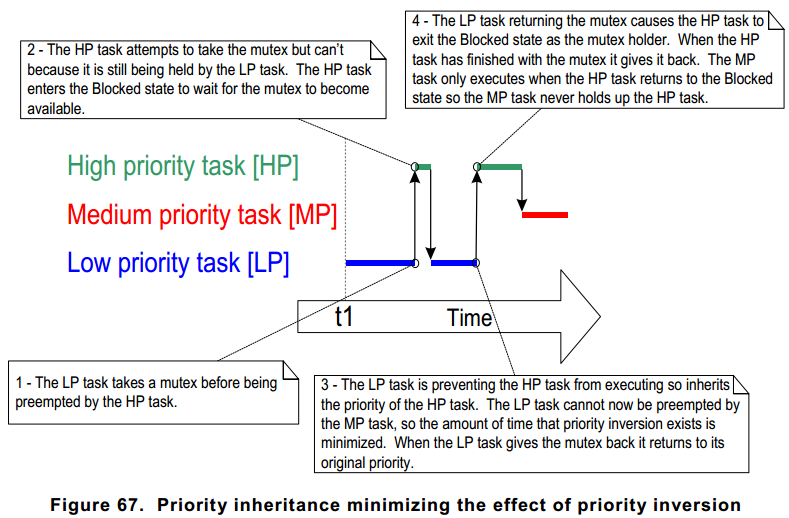 4 - The LP task returning the mutex causes the HP task to
exit the Blocked state as the mutex holder. When the HP
task has finished with the mutex it gives it back. The MP
task only executes when the HP task returns to the Blocked
state so the MP task never holds up the HP task.
2 - The HP task attempts to take the mutex but can't
because it is still being held by the LP task. The HP task
enters the Blocked state to wait for the mutex to become
available.
High priority task [HP]
Medium priority task [MP]
Low priority task [LP]
t1
Time
1 - The LP task takes a mutex before being
preempted by the HP task.
3 - The LP task is preventing the HP task from executing so inherits
the priority of the HP task. The LP task cannot now be preempted by
the MP task, so the amount of time that priority inversion exists is
minimized. When the LP task gives the mutex back it returns to its
original priority.
Figure 67. Priority inheritance minimizing the effect of priority inversion